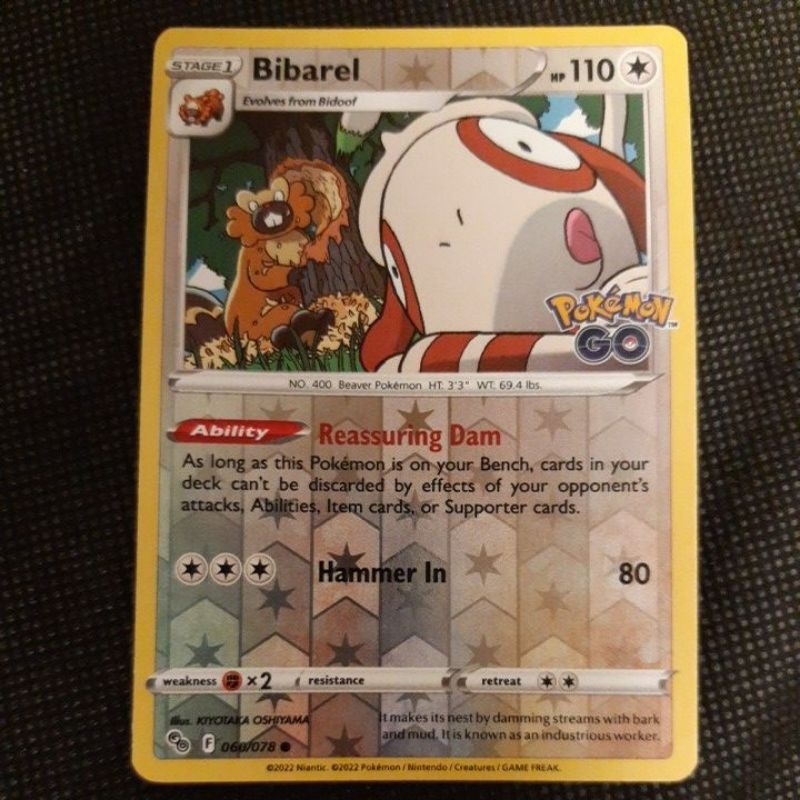 STAGE 1
Bibarel
HP 110
Evolves from Bidoof
POKÉMON
GO
NO. 400 Beaver Pokémon HT: 3'3" WT: 69.4 lbs.
Ability Reassuring Dam
As long as this Pokémon is on your Bench, cards in your
deck can't be discarded by effects of your opponent's
attacks, Abilities, Item cards, or Supporter cards.
Hammer In 80
weakness ×2 resistance retreat
Illus. KIYOTAKA OSHIYAMA
It makes its nest by damming streams with bark
and mud. It is known as an industrious worker.
F 060/078
©2022 Niantic. ©2022 Pokémon / Nintendo / Creatures / GAME FREAK.